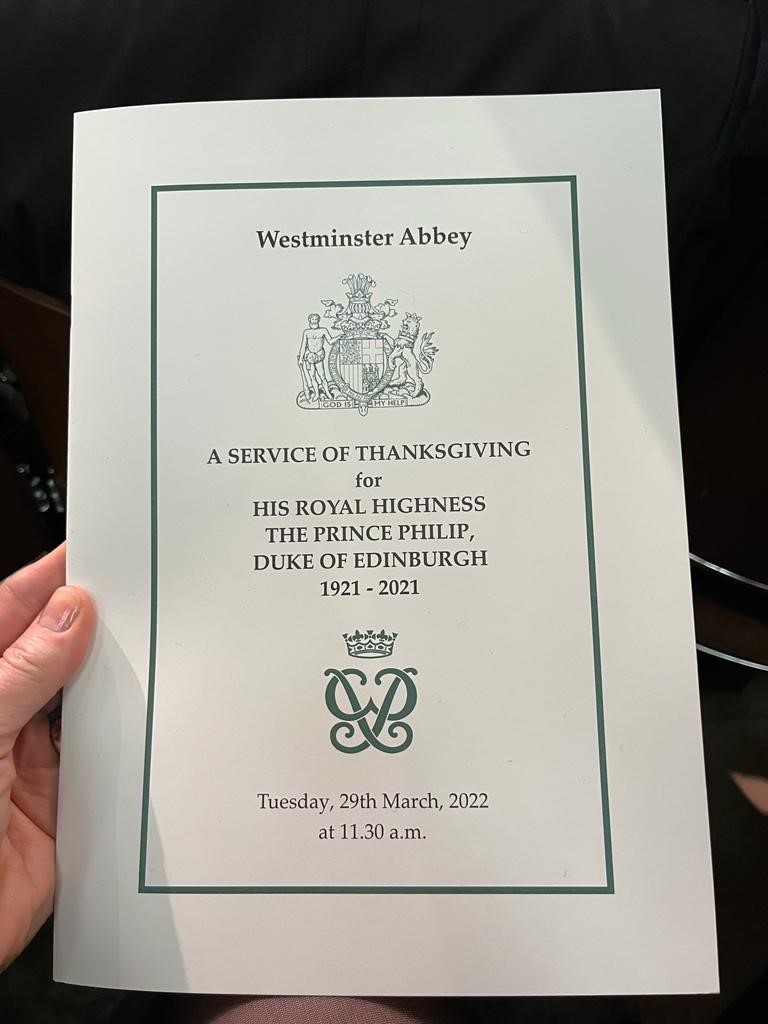 Westminster Abbey
GOD IS MY HELP
A SERVICE OF THANKSGIVING
for
HIS ROYAL HIGHNESS
THE PRINCE PHILIP,
DUKE OF EDINBURGH
1921 - 2021
Tuesday, 29th March, 2022
at 11.30 a.m.